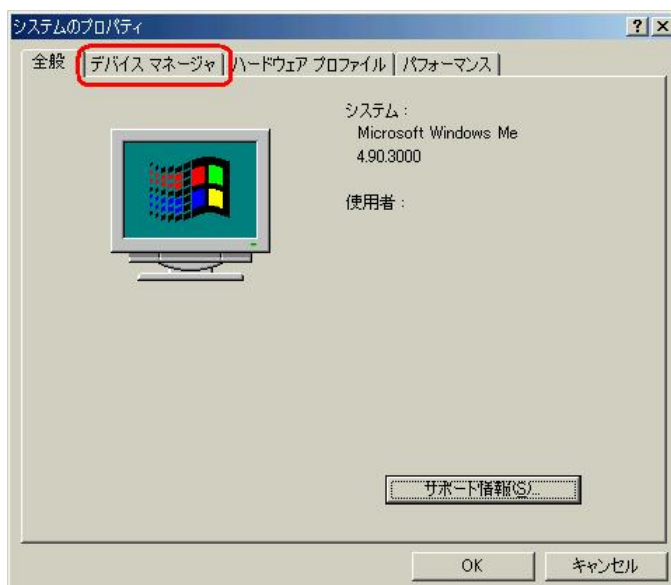 システムのプロパティ
? ×
全般 デバイス マネージャ ハードウェア プロファイル パフォーマンス
システム :
Microsoft Windows Me
4.90.3000
使用者 :
サポート情報(S)...
OK キャンセル